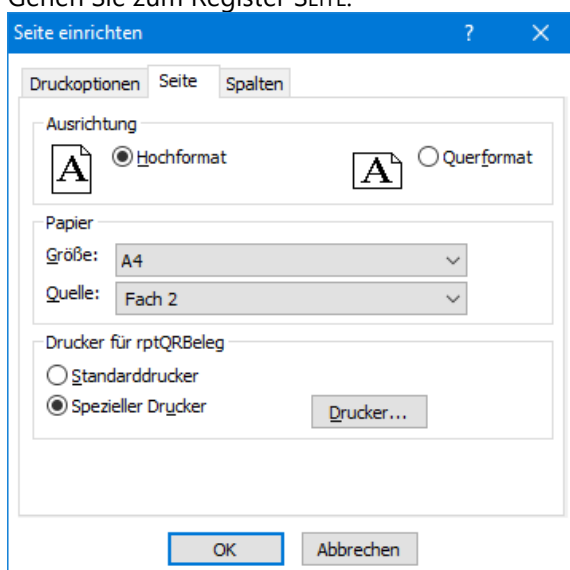 Gehen Sie zum Register SEITE.
Seite einrichten ?
Druckoptionen Seite Spalten
Ausrichtung
A Hochformat A Querformat
Papier
Größe: A4
Quelle: Fach 2
Drucker für rptQRBeleg
Standarddrucker
Spezieller Drucker Drucker...
OK Abbrechen